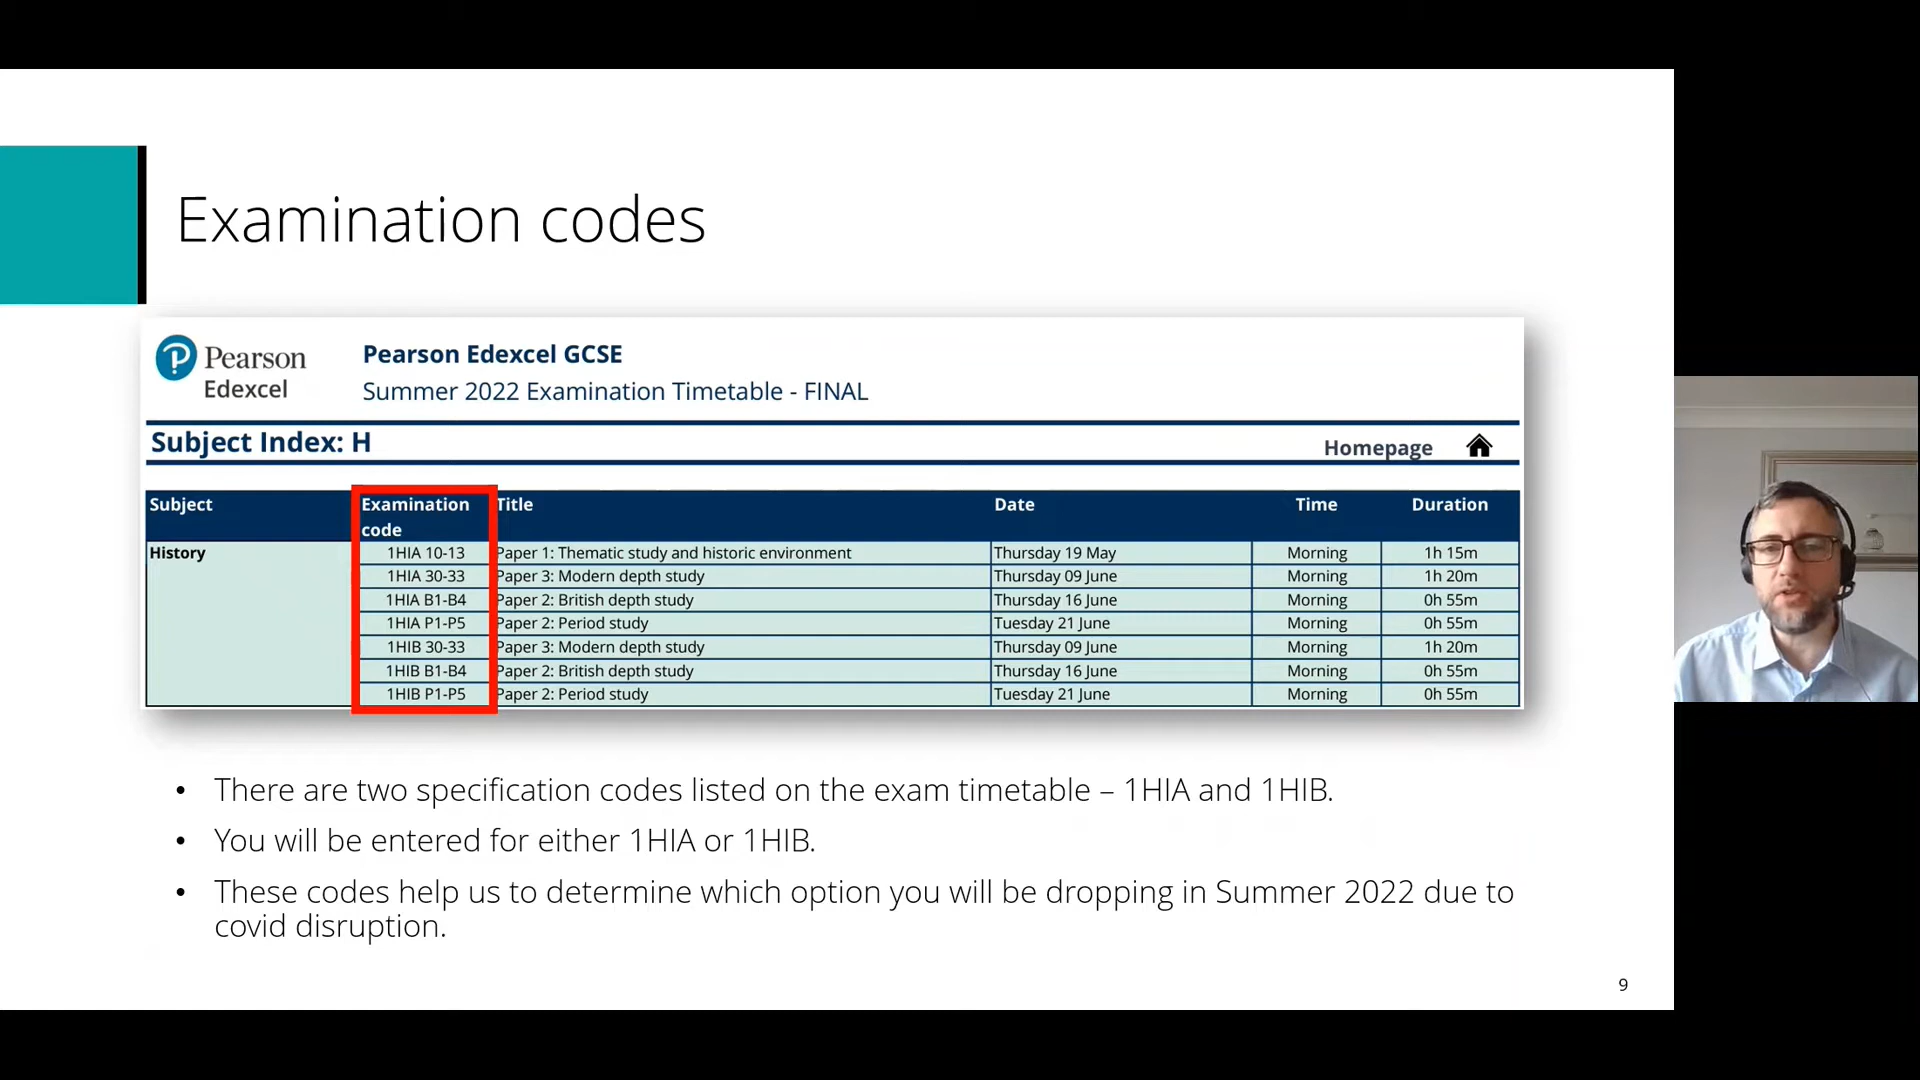 Examination codes
Pearson
Edexcel
Pearson Edexcel GCSE
Summer 2022 Examination Timetable - FINAL
Subject Index: H
Homepage
Subject Examination code Title Date Time Duration
History 1HIA 10-13 Paper 1: Thematic study and historic environment Thursday 19 May Morning 1h 15m
1HIA 30-33 Paper 3: Modern depth study Thursday 09 June Morning 1h 20m
1HIA B1-B4 Paper 2: British depth study Thursday 16 June Morning 0h 55m
1HIA P1-P5 Paper 2: Period study Tuesday 21 June Morning 0h 55m
1HIB 30-33 Paper 3: Modern depth study Thursday 09 June Morning 1h 20m
1HIB B1-B4 Paper 2: British depth study Thursday 16 June Morning 0h 55m
1HIB P1-P5 Paper 2: Period study Tuesday 21 June Morning 0h 55m
• There are two specification codes listed on the exam timetable – 1HIA and 1HIB.
• You will be entered for either 1HIA or 1HIB.
• These codes help us to determine which option you will be dropping in Summer 2022 due to
covid disruption.
9